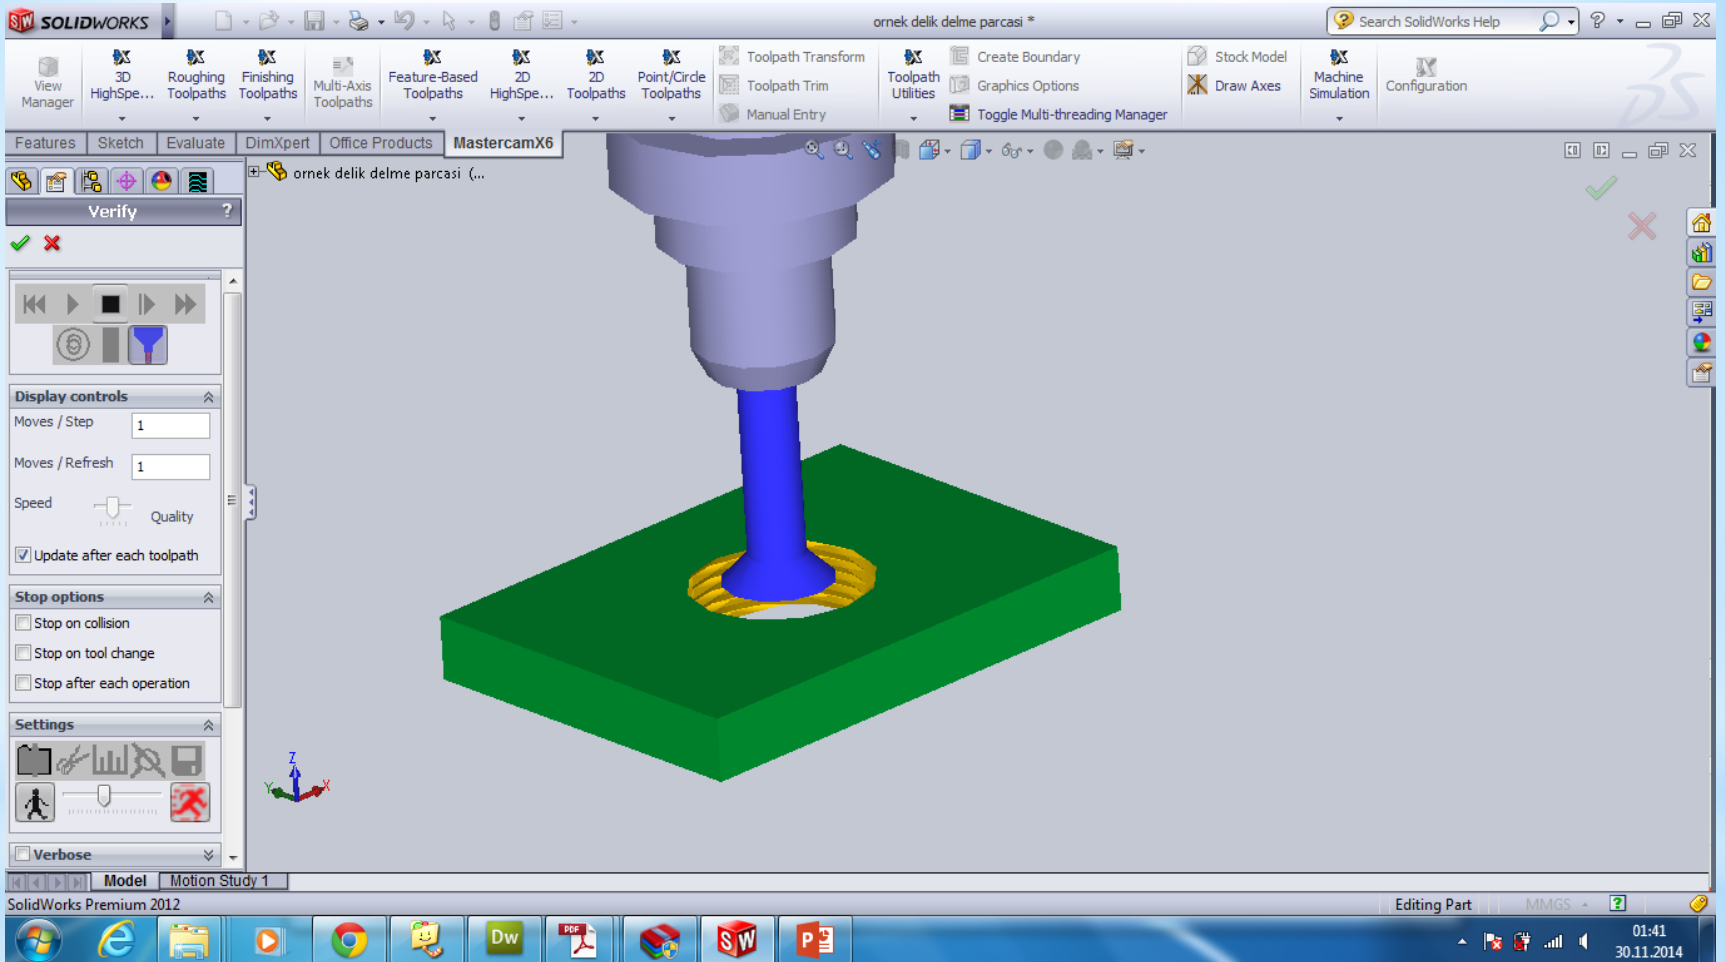 SW SOLIDWORKS
ornek delik delme parcasi *
Search SolidWorks Help
View Manager
3D HighSpe...
Roughing Toolpaths
Finishing Toolpaths
Multi-Axis Toolpaths
Feature-Based Toolpaths
2D HighSpe...
2D Toolpaths
Point/Circle Toolpaths
Toolpath Transform
Toolpath Trim
Manual Entry
Toolpath Utilities
Create Boundary
Graphics Options
Toggle Multi-threading Manager
Stock Model
Draw Axes
Machine Simulation
Configuration
Features Sketch Evaluate DimXpert Office Products MastercamX6
ornek delik delme parcasi (...
Verify ?
Display controls
Moves / Step 1
Moves / Refresh 1
Speed
Quality
Update after each toolpath
Stop options
Stop on collision
Stop on tool change
Stop after each operation
Settings
Verbose
Z
Y
X
Model Motion Study 1
SolidWorks Premium 2012
Editing Part MMGS ?
Dw
PDF
SW
P
01:41
30.11.2014